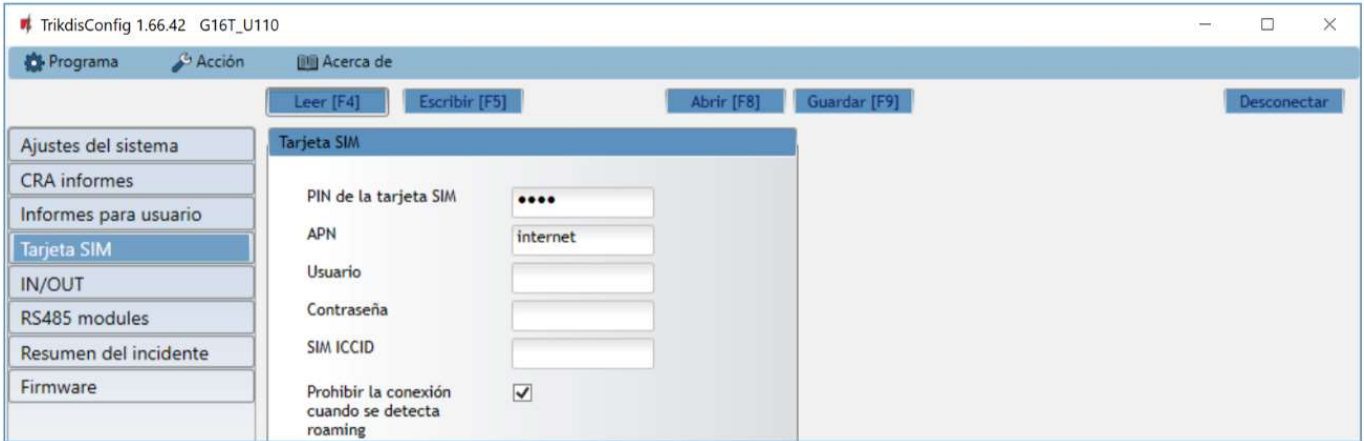 TrikdisConfig 1.66.42 G16T_U110
Programa Acción Acerca de
Leer [F4] Escribir [F5] Abrir [F8] Guardar [F9] Desconectar
Ajustes del sistema
CRA informes
Informes para usuario
Tarjeta SIM
IN/OUT
RS485 modules
Resumen del incidente
Firmware
Tarjeta SIM
PIN de la tarjeta SIM ••••
APN internet
Usuario
Contraseña
SIM ICCID
Prohibir la conexión
cuando se detecta
roaming